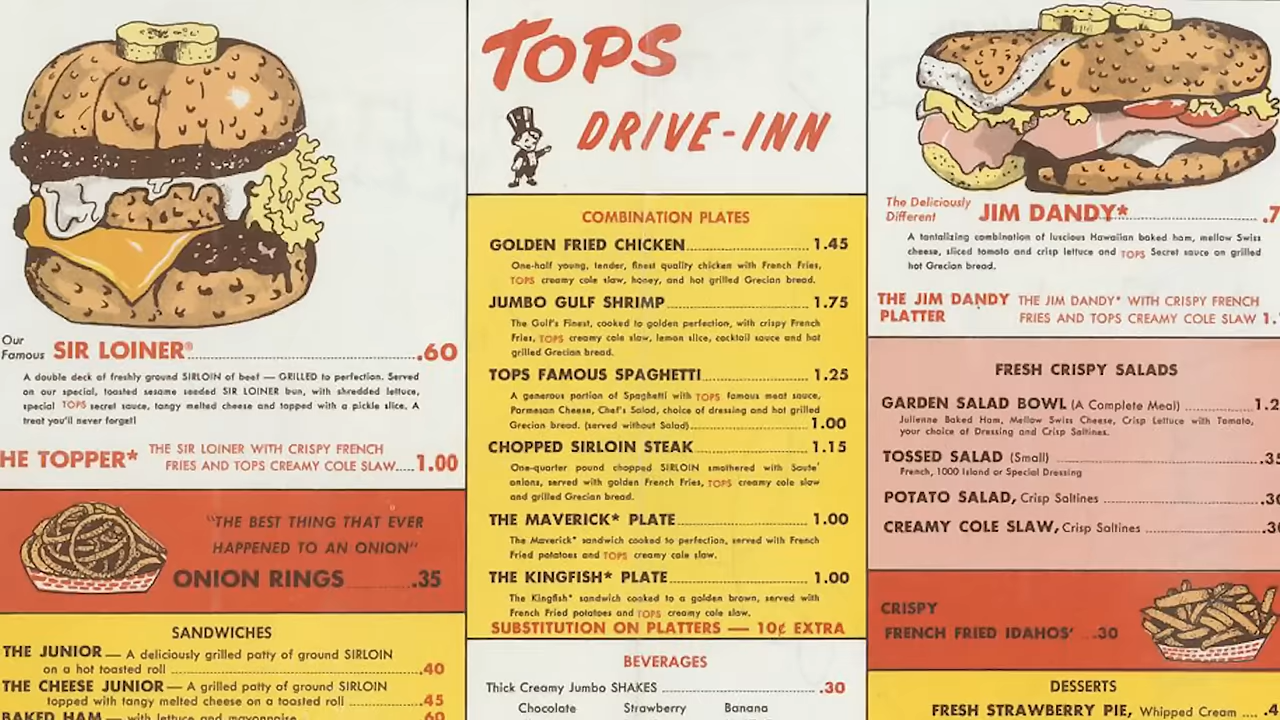 Our
Famous SIR LOINER® .60
A double deck of freshly ground SIRLOIN of beef — GRILLED to perfection. Served
on our special, toasted sesame seeded SIR LOINER bun, with shredded lettuce,
special TOPS secret sauce, tangy melted cheese and topped with a pickle slice. A
treat you'll never forget!
HE TOPPER* THE SIR LOINER WITH CRISPY FRENCH
FRIES AND TOPS CREAMY COLE SLAW.....1.00
"THE BEST THING THAT EVER
HAPPENED TO AN ONION"
ONION RINGS .35
SANDWICHES
THE JUNIOR — A deliciously grilled patty of ground SIRLOIN
on a hot toasted roll .40
THE CHEESE JUNIOR — A grilled patty of ground SIRLOIN
topped with tangy melted cheese on a toasted roll .45
BAKED HAM — with lettuce and mayonnaise .60
TOPS
DRIVE-INN
COMBINATION PLATES
GOLDEN FRIED CHICKEN 1.45
One-half young, tender, finest quality chicken with French Fries,
TOPS creamy cole slaw, honey, and hot grilled Grecian bread.
JUMBO GULF SHRIMP 1.75
The Gulf's Finest, cooked to golden perfection, with crispy French
Fries, TOPS creamy cole slaw, lemon slice, cocktail sauce and hot
grilled Grecian bread.
TOPS FAMOUS SPAGHETTI 1.25
A generous portion of Spaghetti with TOPS famous meat sauce,
Parmesan Cheese, Chef's Salad, choice of dressing and hot grilled
Grecian bread. (served without Salad) 1.00
CHOPPED SIRLOIN STEAK 1.15
One-quarter pound chopped SIRLOIN smothered with Saute'
onions, served with golden French Fries, TOPS creamy cole slaw
and grilled Grecian bread.
THE MAVERICK* PLATE 1.00
The Maverick* sandwich cooked to perfection, served with French
Fried potatoes and TOPS creamy cole slaw.
THE KINGFISH* PLATE 1.00
The Kingfish* sandwich cooked to a golden brown, served with
French Fried potatoes and TOPS creamy cole slaw.
SUBSTITUTION ON PLATTERS — 10¢ EXTRA
BEVERAGES
Thick Creamy Jumbo SHAKES .30
Chocolate Strawberry Banana
The Deliciously
Different JIM DANDY* .7
A tantalizing combination of luscious Hawaiian baked ham, mellow Swiss
cheese, sliced tomato and crisp lettuce and TOPS Secret sauce on grilled
hot Grecian bread.
THE JIM DANDY THE JIM DANDY* WITH CRISPY FRENCH
PLATTER FRIES AND TOPS CREAMY COLE SLAW 1.
FRESH CRISPY SALADS
GARDEN SALAD BOWL (A Complete Meal) 1.2
Julienne Baked Ham, Mellow Swiss Cheese, Crisp Lettuce with Tomato,
your choice of Dressing and Crisp Saltines.
TOSSED SALAD (Small) .35
French, 1000 Island or Special Dressing
POTATO SALAD, Crisp Saltines .30
CREAMY COLE SLAW, Crisp Saltines .30
CRISPY
FRENCH FRIED IDAHOS' .30
DESSERTS
FRESH STRAWBERRY PIE, Whipped Cream .... .4